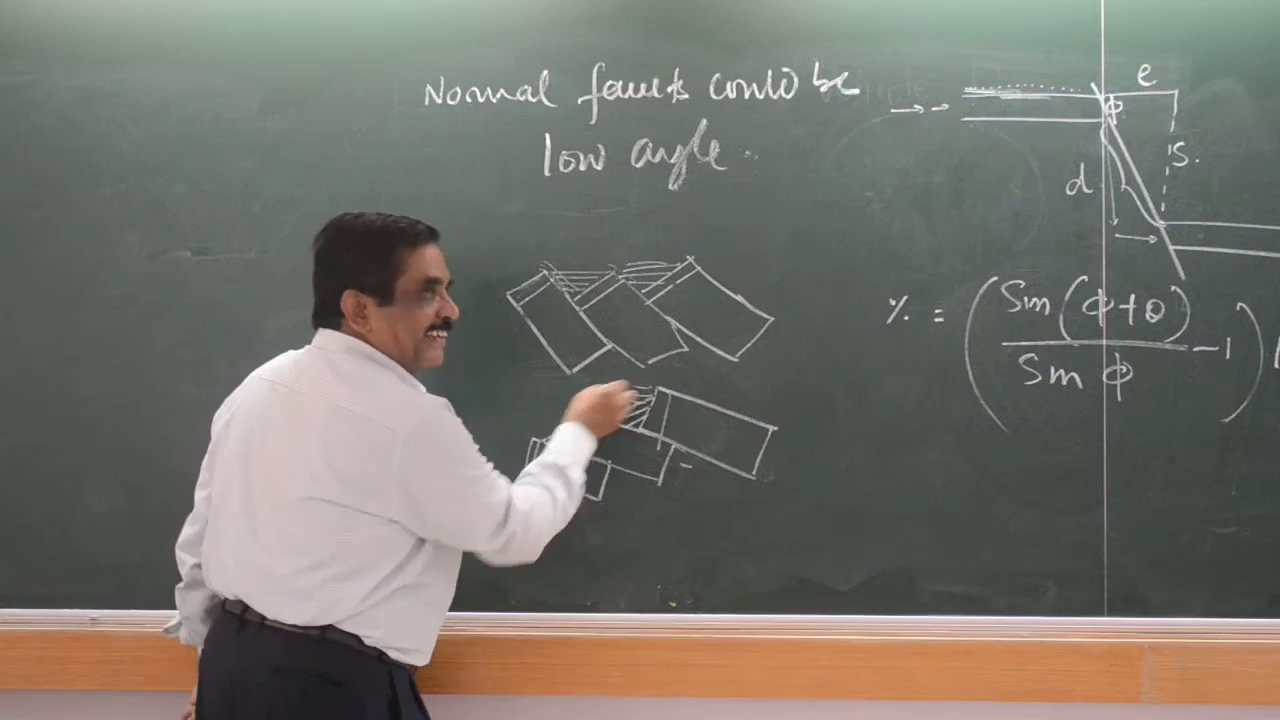 Normal faults could be
low angle.
e
φ
S.
d
% = (Sin(φ+θ)
Sin φ
-1)